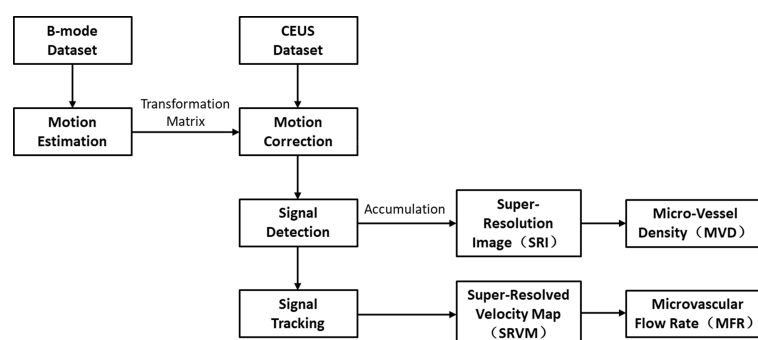 B-mode
Dataset
CEUS
Dataset
Motion
Estimation
Transformation
Matrix
Motion
Correction
Signal
Detection
Accumulation
Super-
Resolution
Image（SRI）
Micro-Vessel
Density（MVD）
Signal
Tracking
Super-Resolved
Velocity Map
(SRVM)
Microvascular
Flow Rate（MFR）